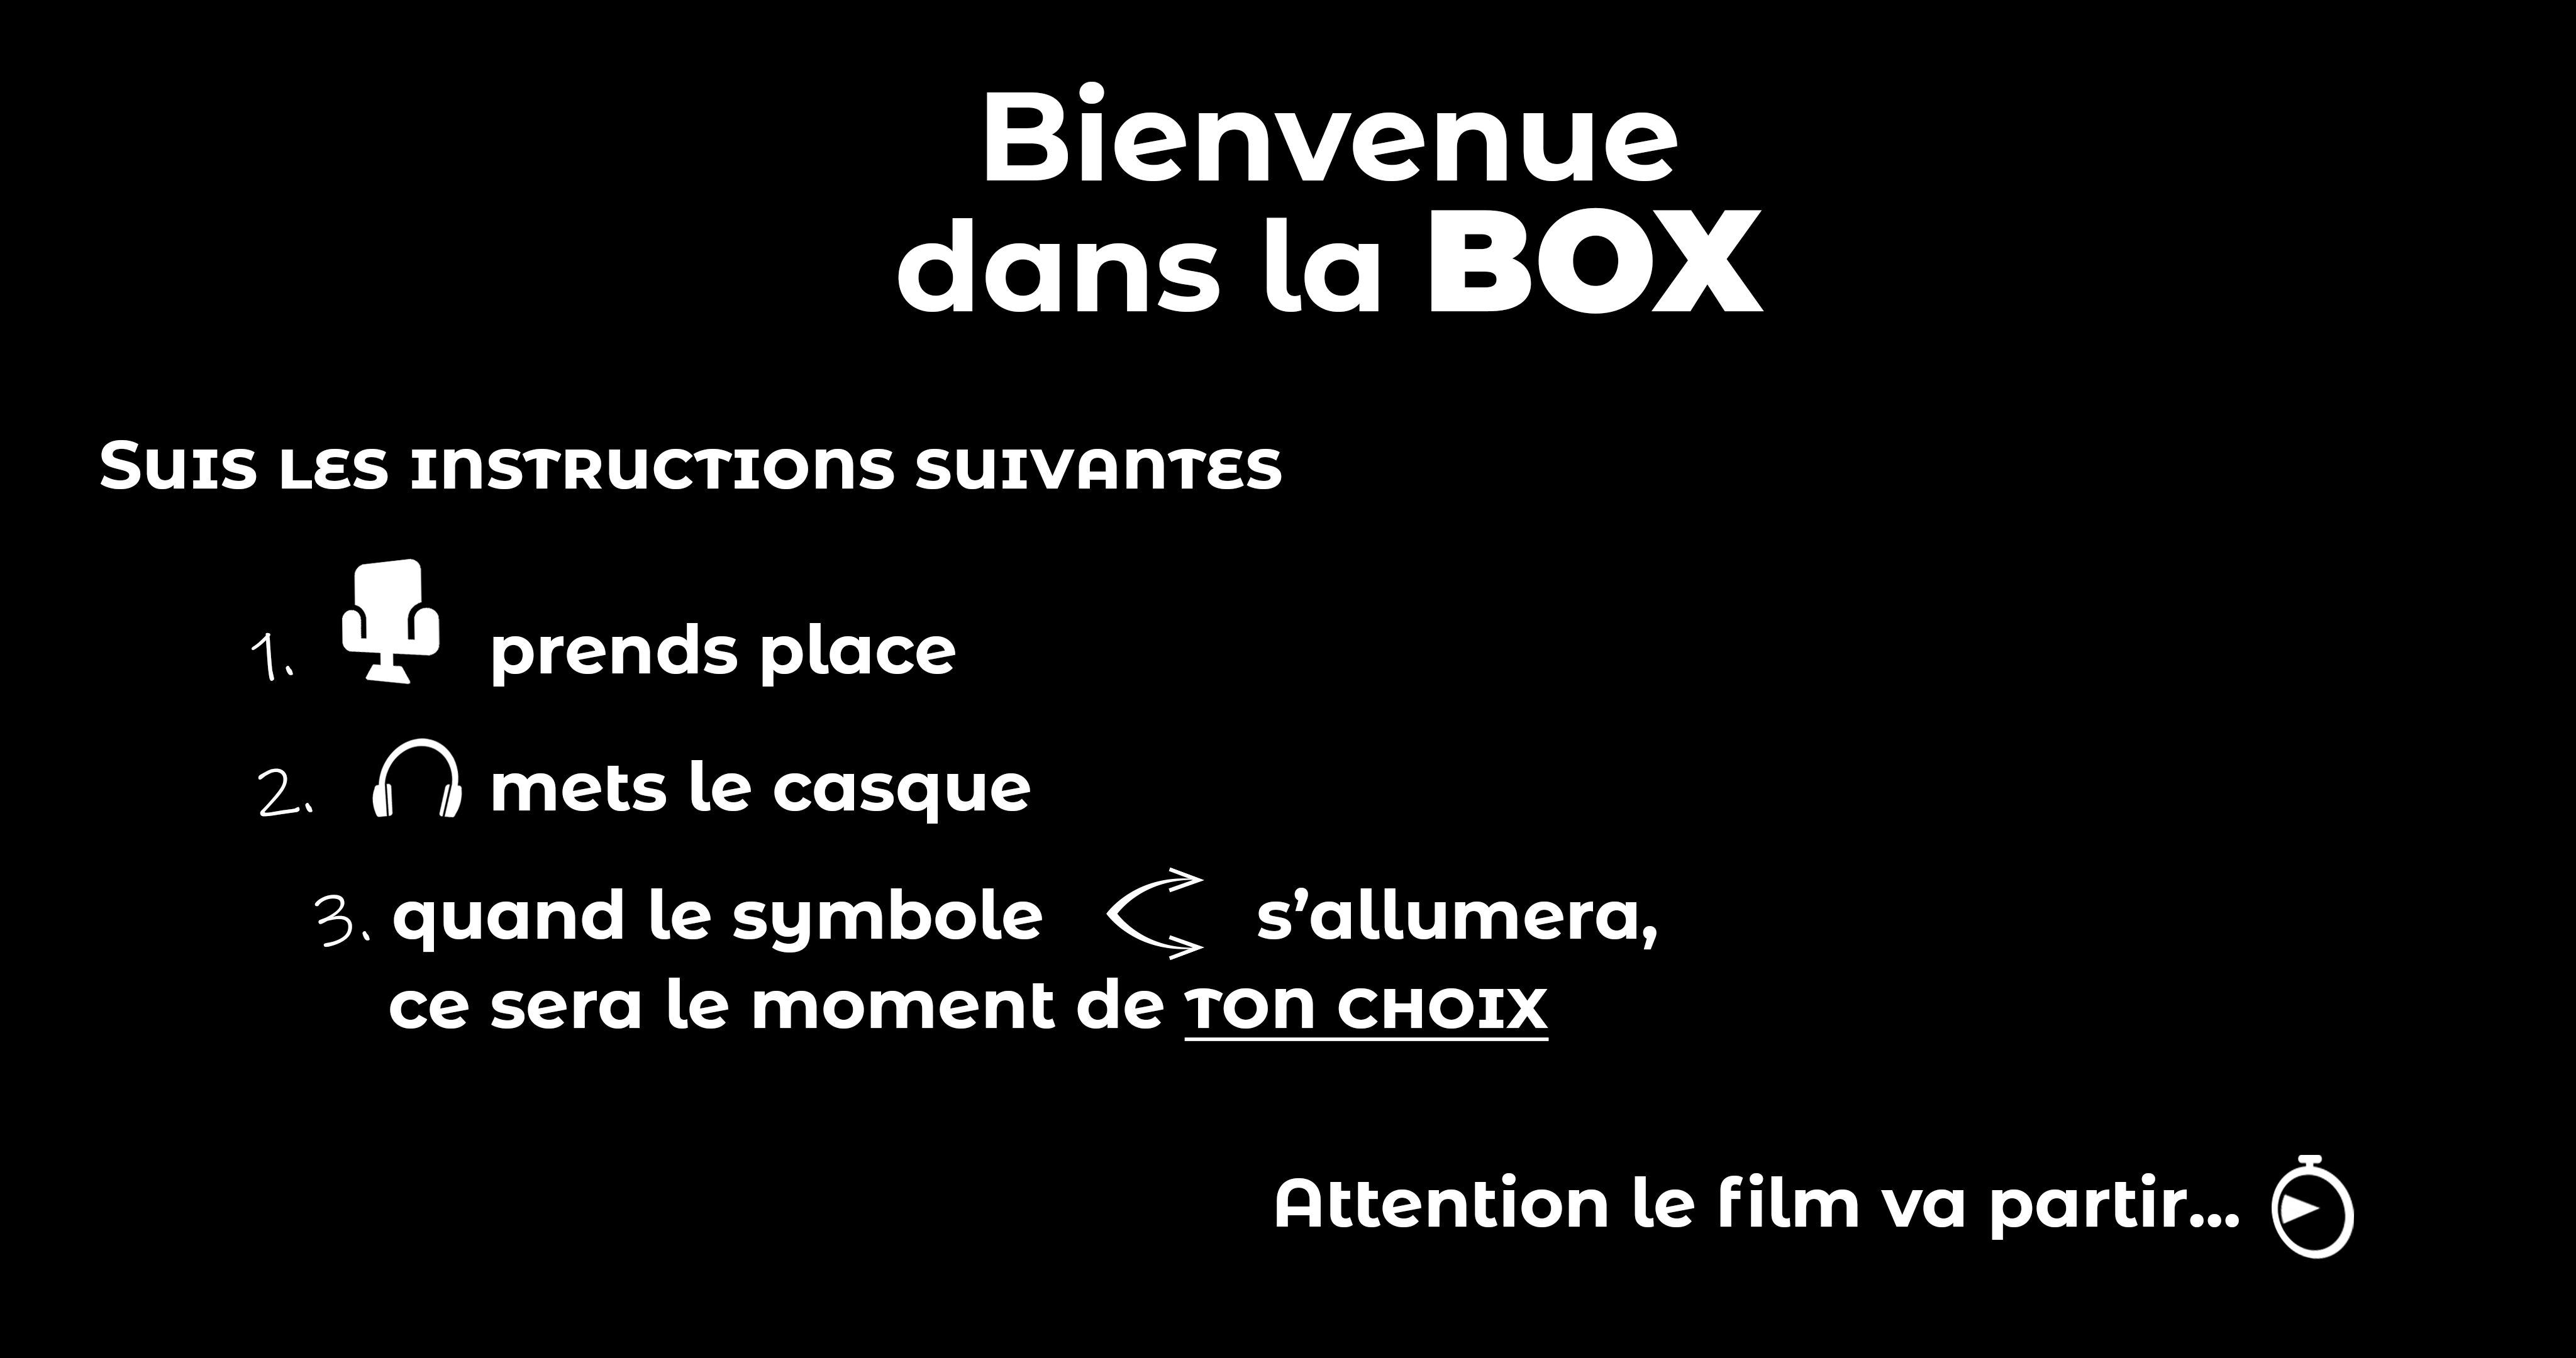 Bienvenue
dans la BOX
Suis les instructions suivantes
1. prends place
2. mets le casque
3. quand le symbole s’allumera,
ce sera le moment de TON CHOIX
Attention le film va partir...